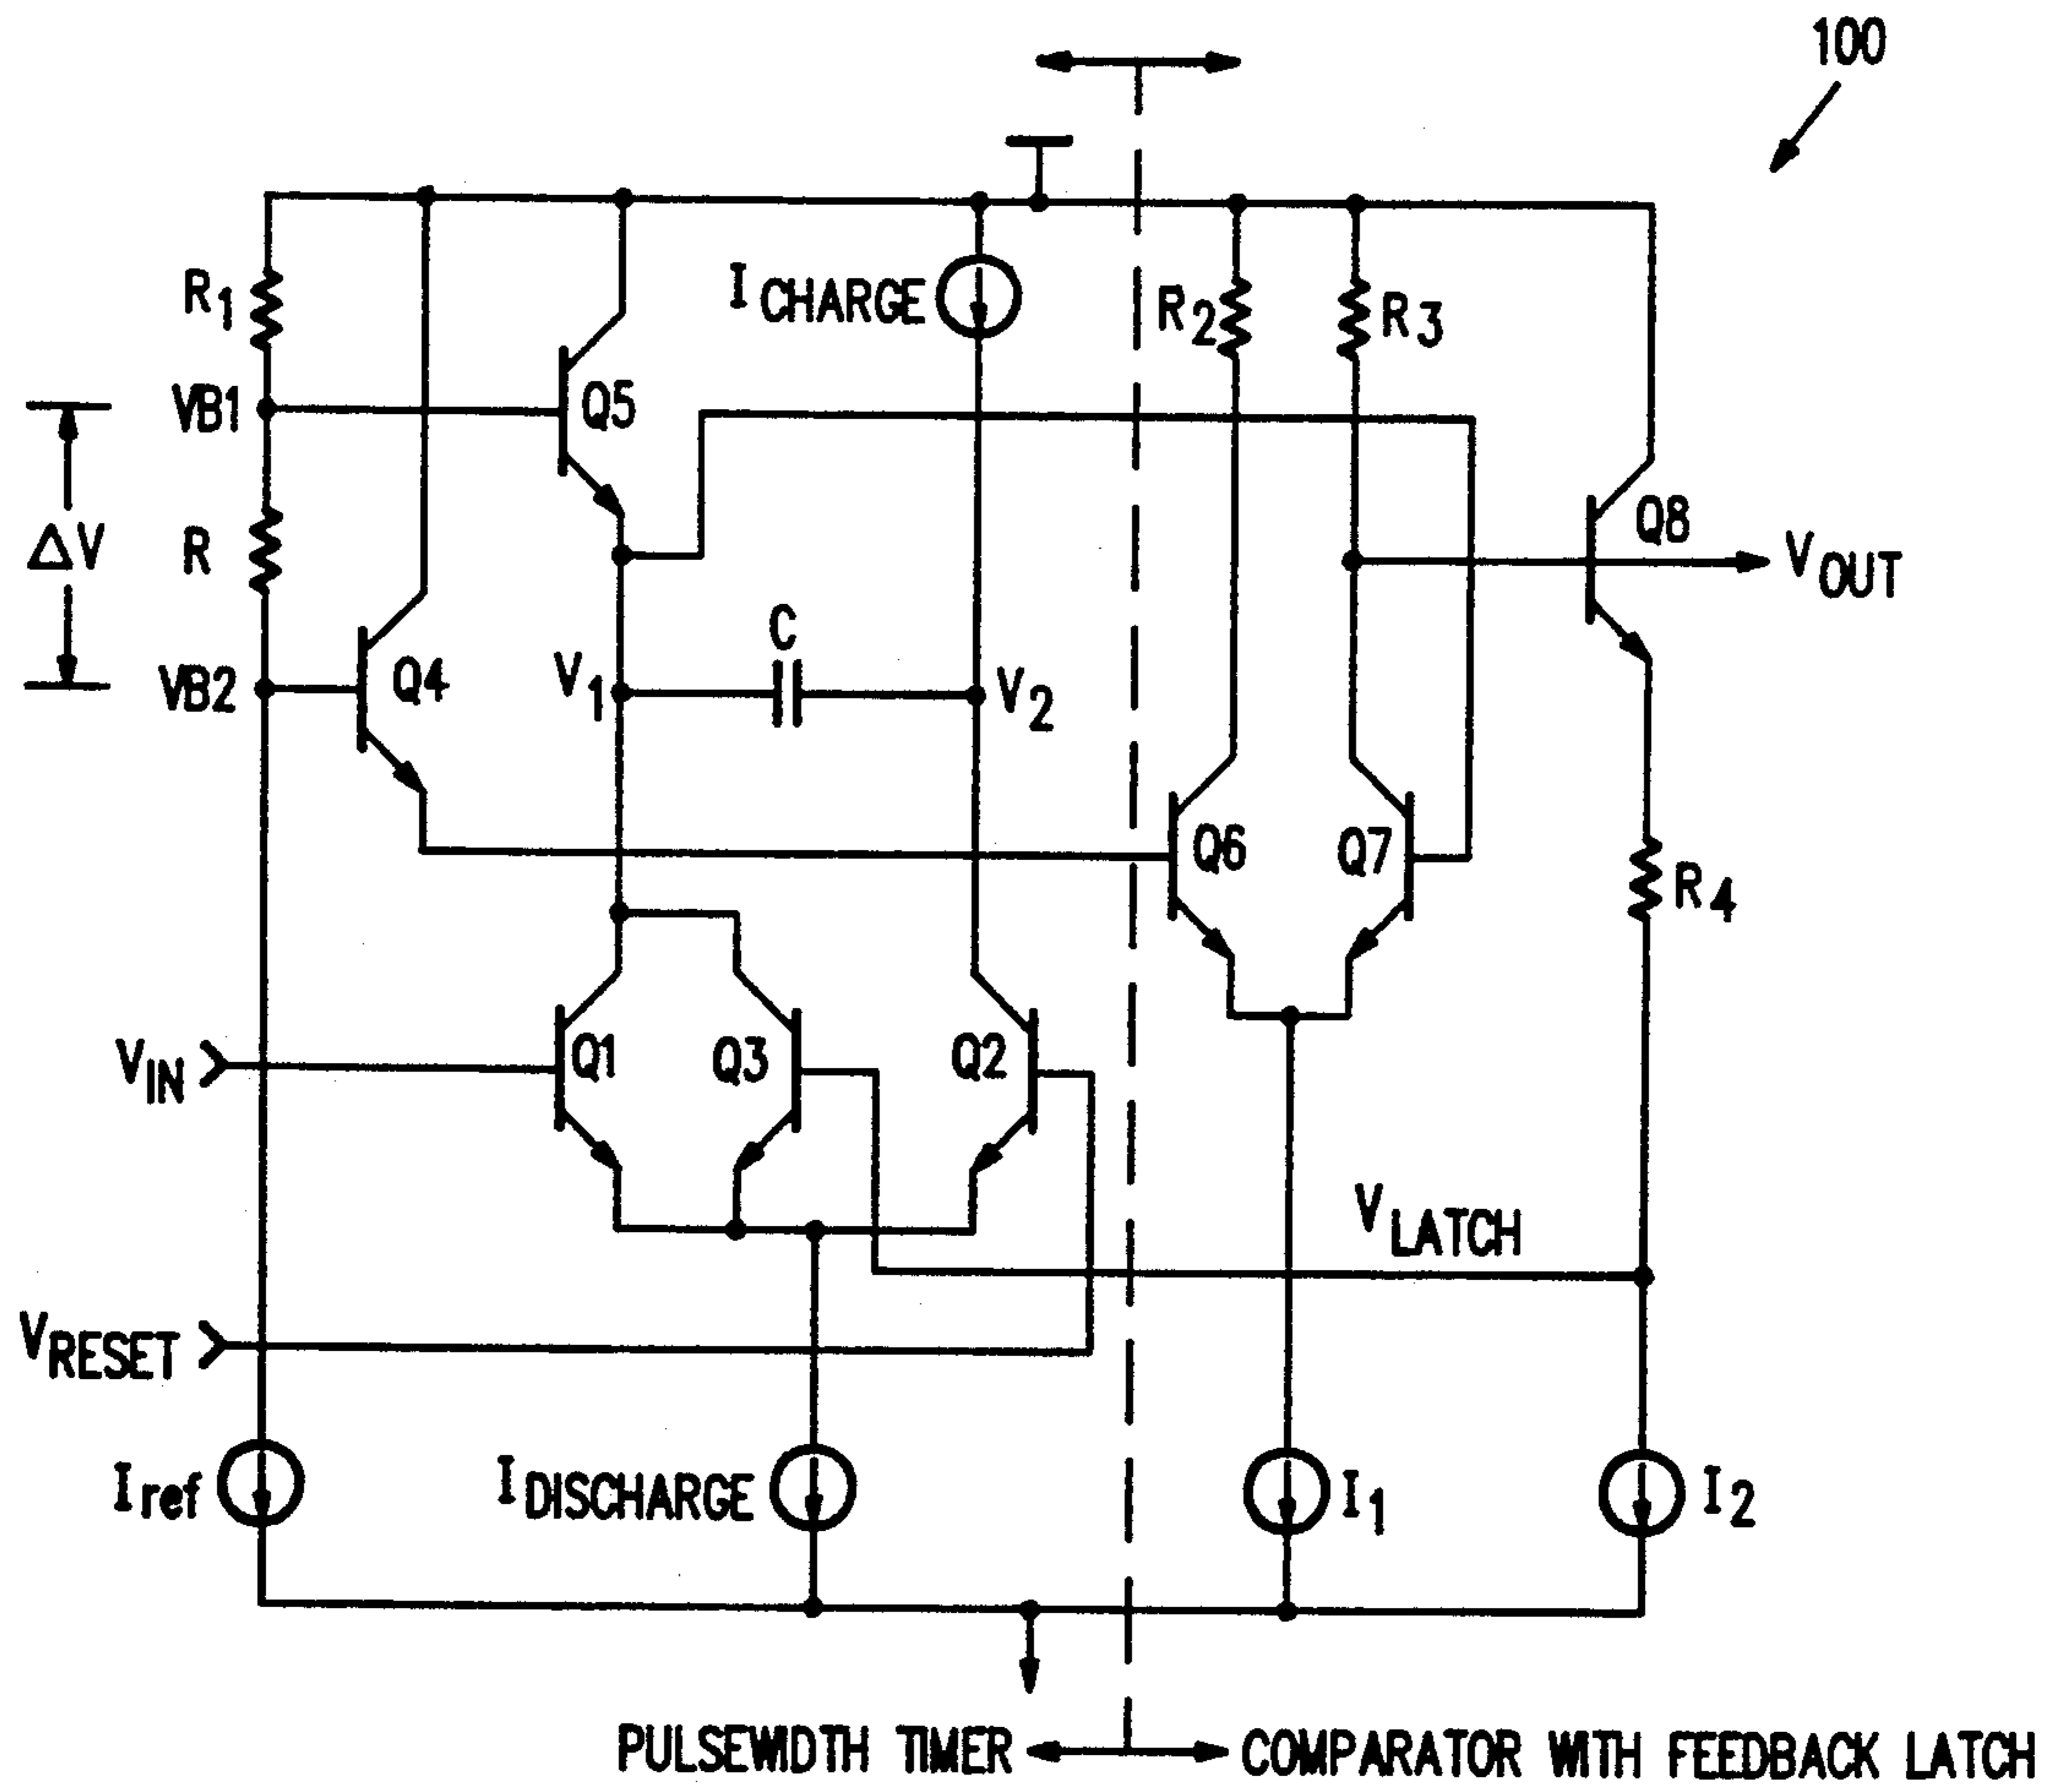 100
I CHARGE
R1
R2
R3
VB1
Q5
ΔV
R
Q8
VOUT
C
VB2
Q4
V1
V2
Q6
Q7
R4
VIN
Q1
Q3
Q2
VLATCH
VRESET
Iref
IDISCHARGE
I1
I2
PULSEWIDTH TIMER
COMPARATOR WITH FEEDBACK LATCH